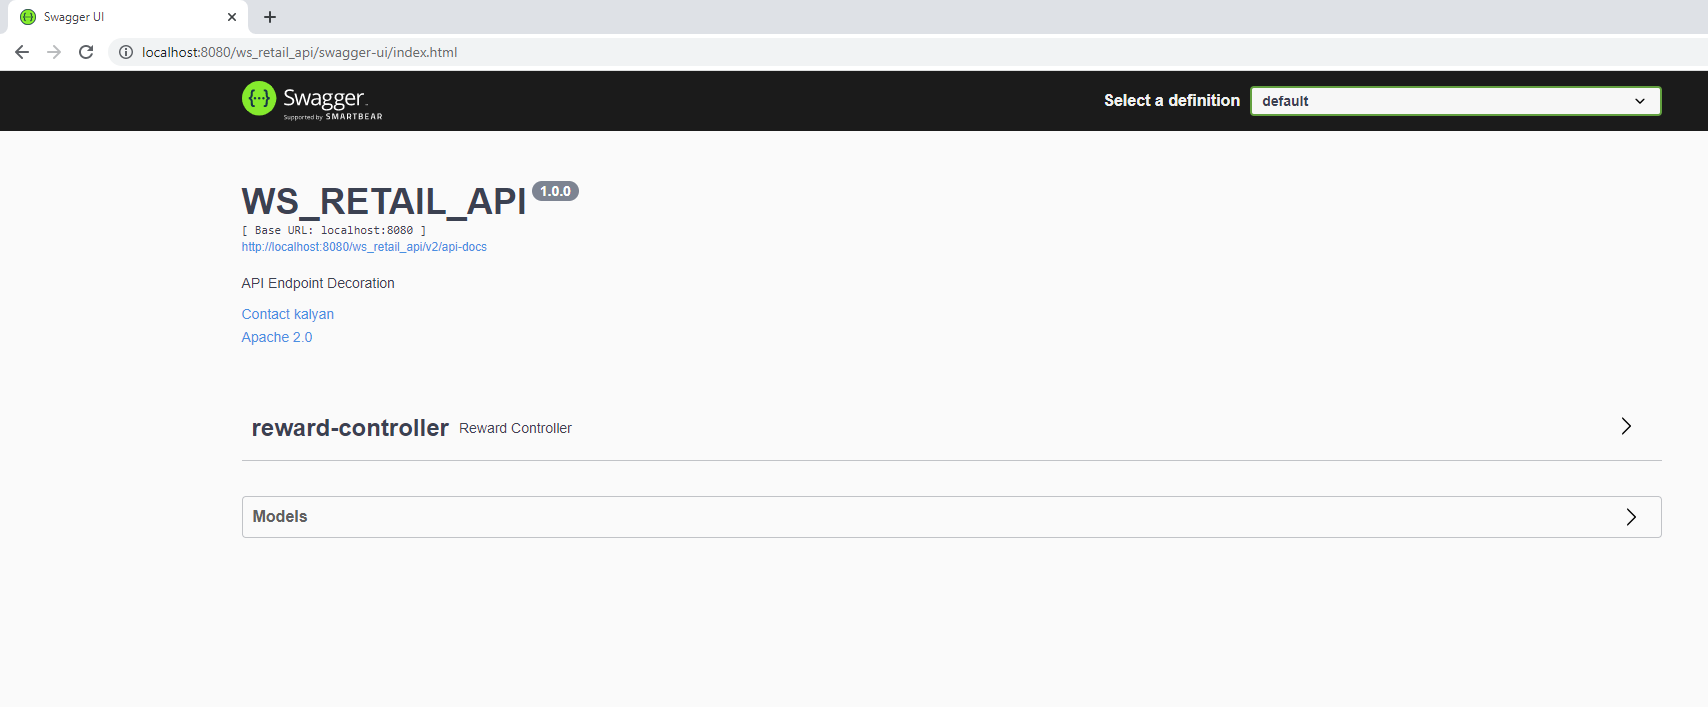 Swagger UI
localhost:8080/ws_retail_api/swagger-ui/index.html
{···} Swagger
Supported by SMARTBEAR
Select a definition default
WS_RETAIL_API 1.0.0
[ Base URL: localhost:8080 ]
http://localhost:8080/ws_retail_api/v2/api-docs
API Endpoint Decoration
Contact kalyan
Apache 2.0
reward-controller Reward Controller
Models